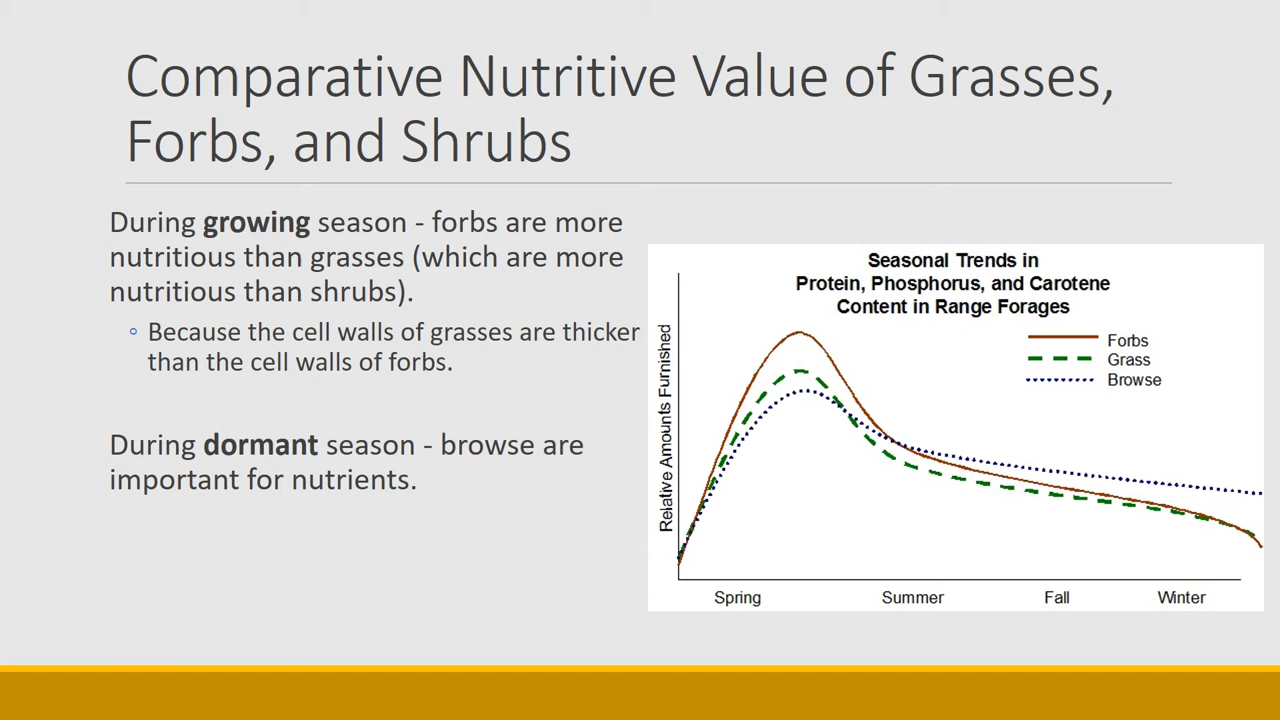 Comparative Nutritive Value of Grasses,
Forbs, and Shrubs
During growing season - forbs are more
nutritious than grasses (which are more
nutritious than shrubs).
◦ Because the cell walls of grasses are thicker
than the cell walls of forbs.
During dormant season - browse are
important for nutrients.
Seasonal Trends in
Protein, Phosphorus, and Carotene
Content in Range Forages
Forbs
Grass
Browse
Relative Amounts Furnished
Spring Summer Fall Winter